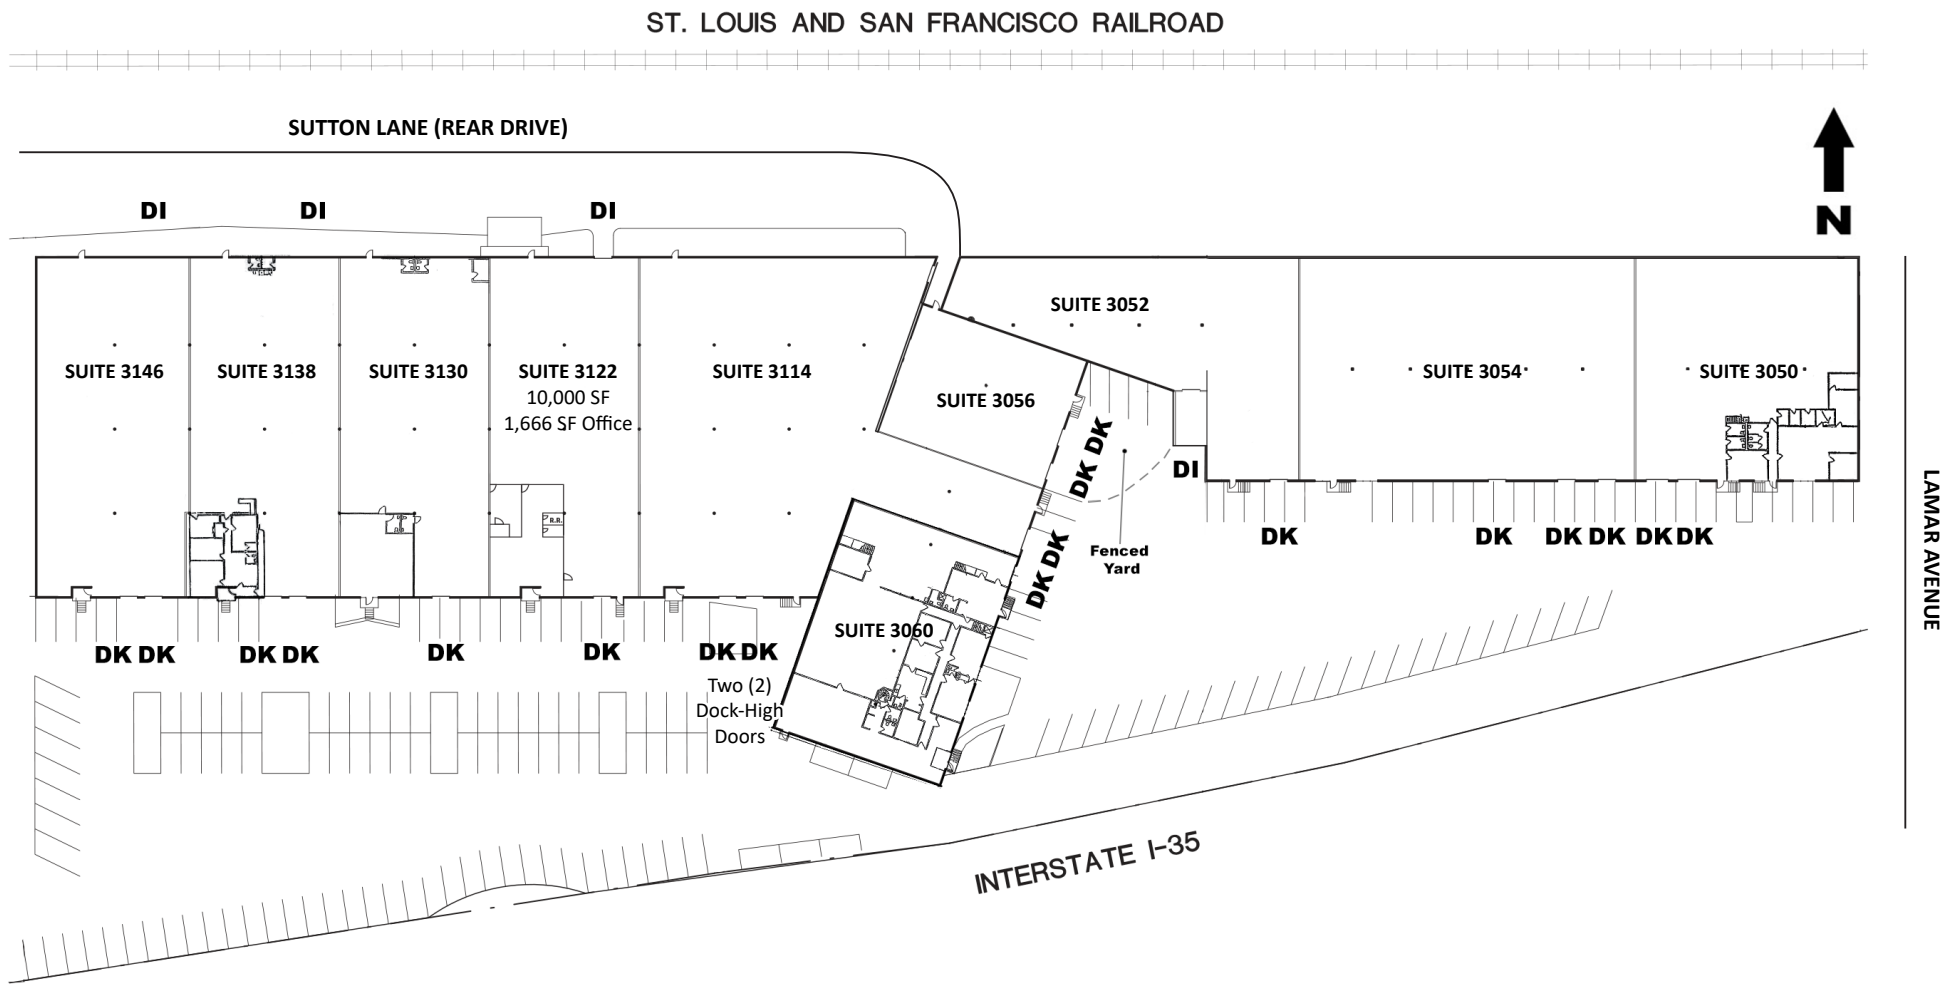 ST. LOUIS AND SAN FRANCISCO RAILROAD
SUTTON LANE (REAR DRIVE)
N
DI
DI
DI
SUITE 3146
SUITE 3138
SUITE 3130
SUITE 3122
10,000 SF
1,666 SF Office
R.R.
SUITE 3114
SUITE 3056
SUITE 3052
SUITE 3054
SUITE 3050
SUITE 3060
DK DK
DK DK
DI
Fenced
Yard
DK
DK
DK DK
DK DK
DK DK
DK DK
DK
DK
DK DK
Two (2)
Dock-High
Doors
LAMAR AVENUE
INTERSTATE I-35